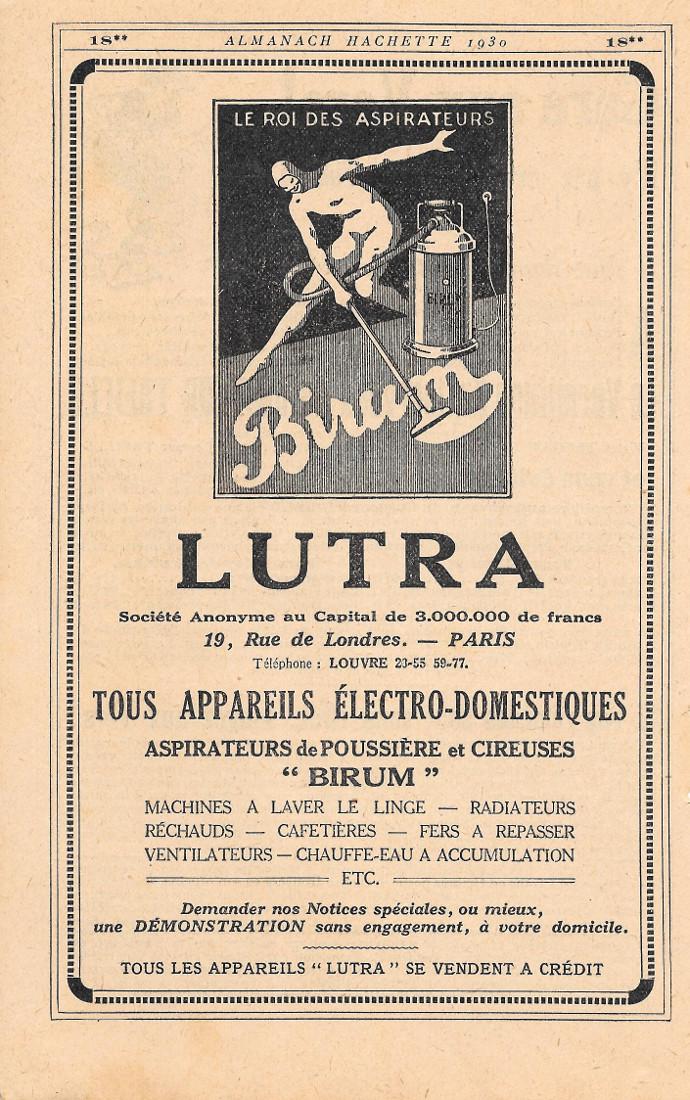 18** ALMANACH HACHETTE 1930 18**
LE ROI DES ASPIRATEURS
BIRUM
Birum
LUTRA
Société Anonyme au Capital de 3.000.000 de francs
19, Rue de Londres. — PARIS
Téléphone : LOUVRE 23-55 59-77.
TOUS APPAREILS ÉLECTRO-DOMESTIQUES
ASPIRATEURS de POUSSIÈRE et CIREUSES
“ BIRUM ”
MACHINES A LAVER LE LINGE — RADIATEURS
RÉCHAUDS — CAFETIÈRES — FERS A REPASSER
VENTILATEURS — CHAUFFE-EAU A ACCUMULATION
ETC.
Demander nos Notices spéciales, ou mieux,
une DÉMONSTRATION sans engagement, à votre domicile.
TOUS LES APPAREILS “ LUTRA ” SE VENDENT A CRÉDIT